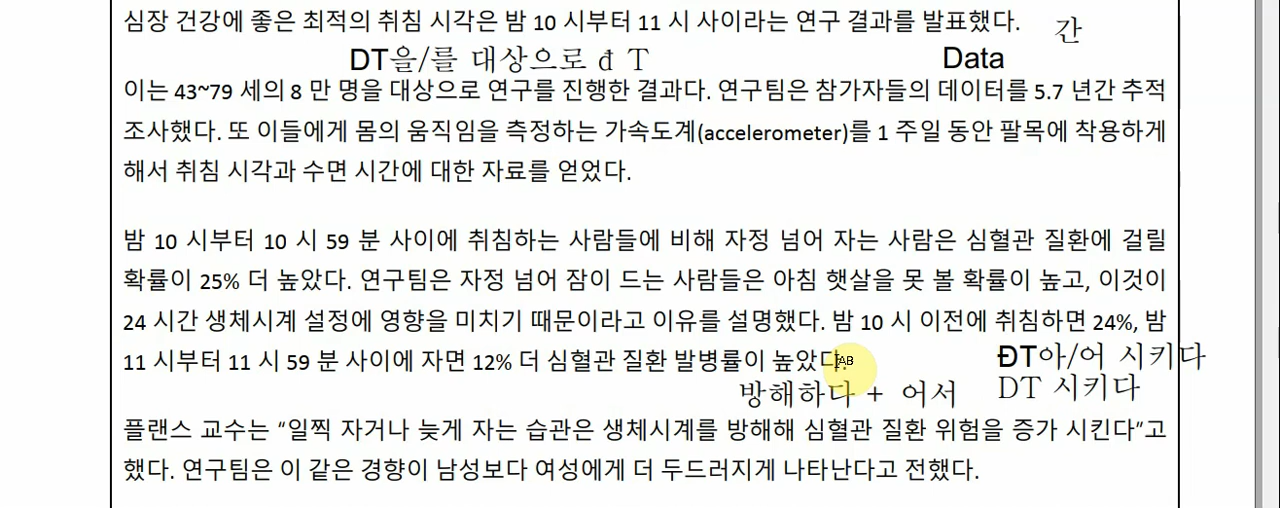 심장 건강에 좋은 최적의 취침 시각은 밤 10 시부터 11 시 사이라는 연구 결과를 발표했다.
간
DT을/를 대상으로 đ T
Data
이는 43~79 세의 8 만 명을 대상으로 연구를 진행한 결과다. 연구팀은 참가자들의 데이터를 5.7 년간 추적
조사했다. 또 이들에게 몸의 움직임을 측정하는 가속도계(accelerometer)를 1 주일 동안 팔목에 착용하게
해서 취침 시각과 수면 시간에 대한 자료를 얻었다.
밤 10 시부터 10 시 59 분 사이에 취침하는 사람들에 비해 자정 넘어 자는 사람은 심혈관 질환에 걸릴
확률이 25% 더 높았다. 연구팀은 자정 넘어 잠이 드는 사람들은 아침 햇살을 못 볼 확률이 높고, 이것이
24 시간 생체시계 설정에 영향을 미치기 때문이라고 이유를 설명했다. 밤 10 시 이전에 취침하면 24%, 밤
11 시부터 11 시 59 분 사이에 자면 12% 더 심혈관 질환 발병률이 높았다.
AB
ĐT아/어 시키다
DT 시키다
방해하다 + 어서
플랜스 교수는 “일찍 자거나 늦게 자는 습관은 생체시계를 방해해 심혈관 질환 위험을 증가 시킨다”고
했다. 연구팀은 이 같은 경향이 남성보다 여성에게 더 두드러지게 나타난다고 전했다.